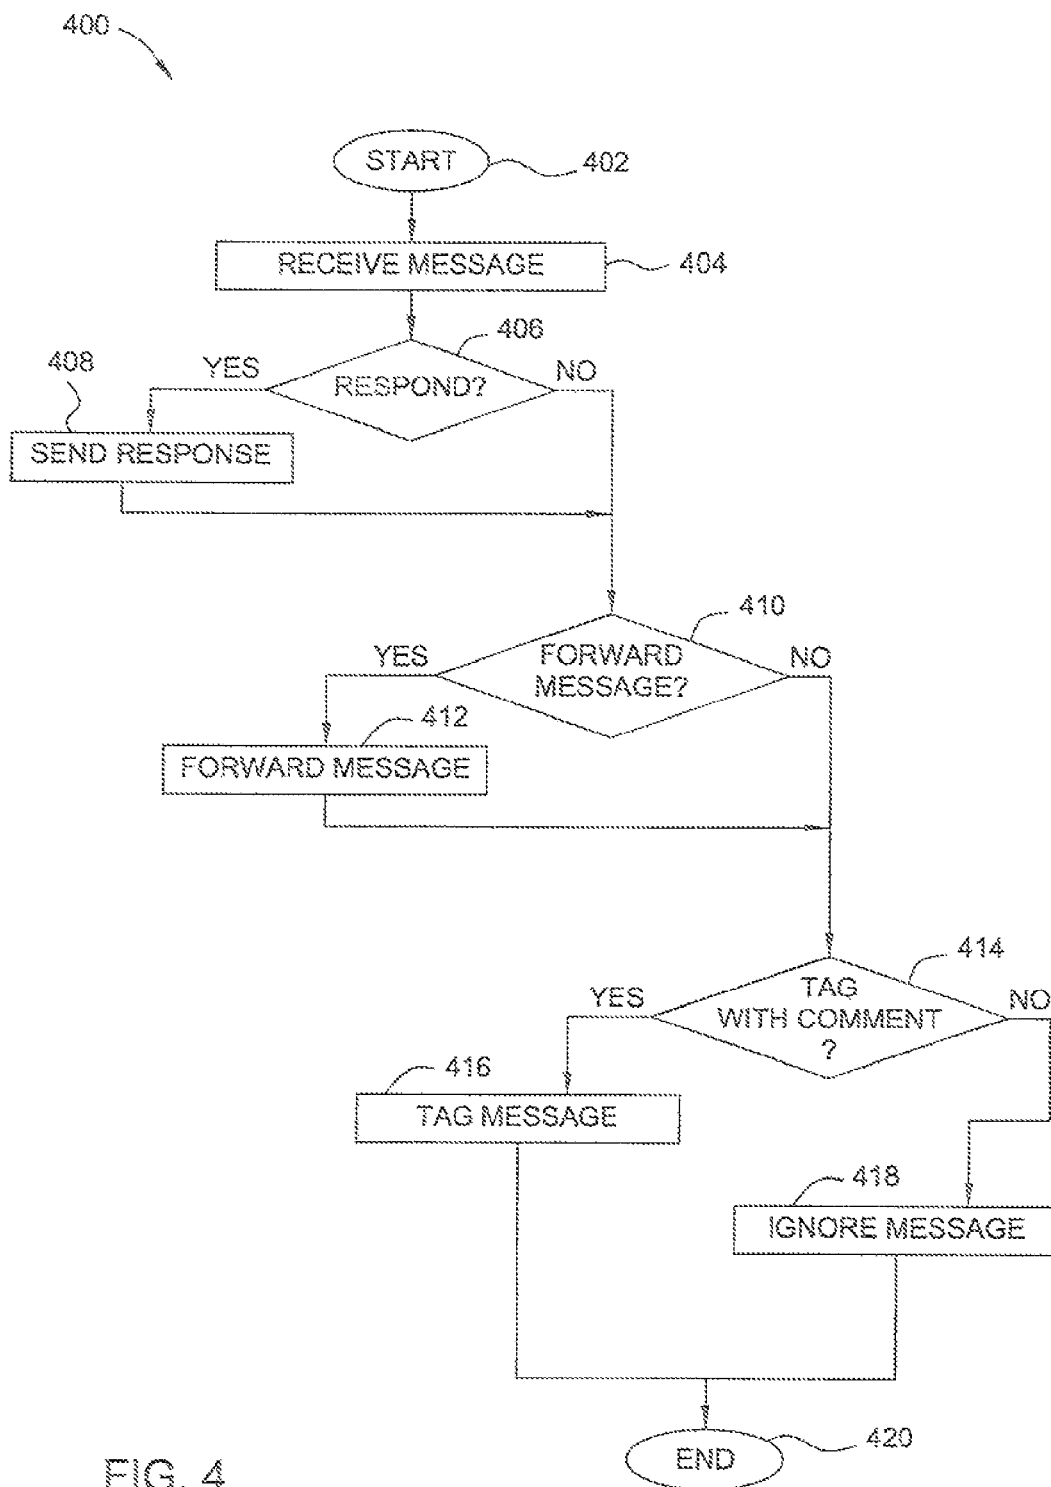 400
START
402
RECEIVE MESSAGE
404
406
408
YES
RESPOND?
NO
SEND RESPONSE
410
YES
FORWARD
MESSAGE?
NO
412
FORWARD MESSAGE
414
YES
TAG
WITH COMMENT
?
NO
416
TAG MESSAGE
418
IGNORE MESSAGE
END
420
FIG. 4